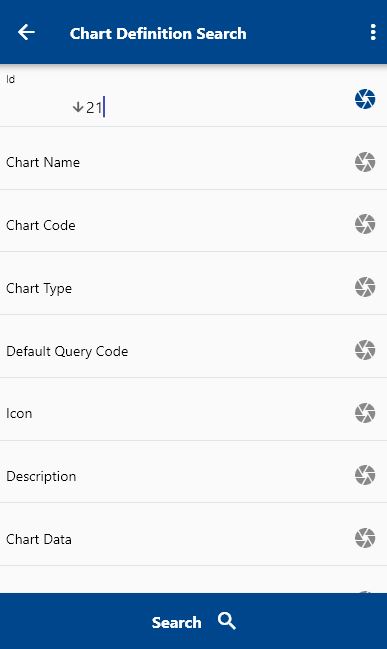 Chart Definition Search
Id
↓21
Chart Name
Chart Code
Chart Type
Default Query Code
Icon
Description
Chart Data
Search